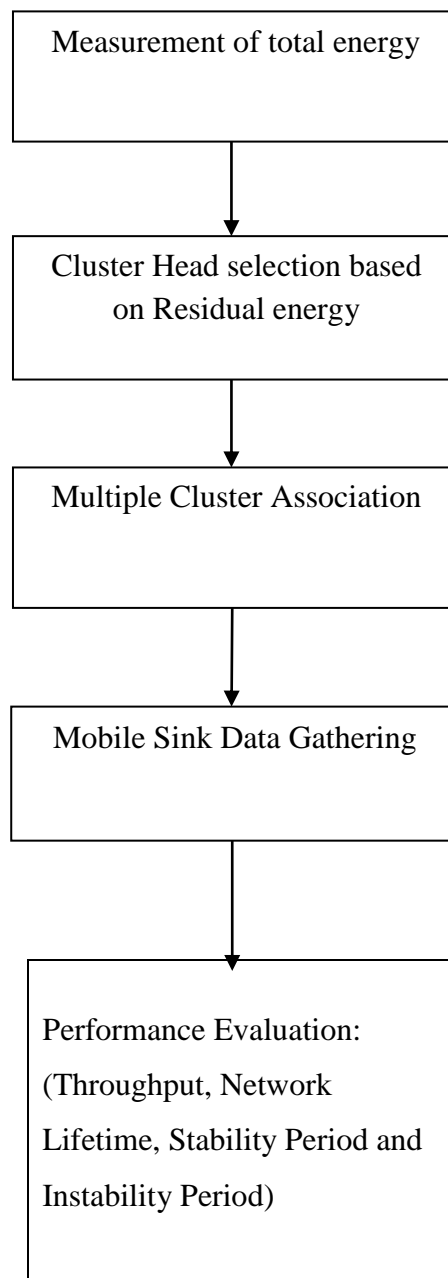 Measurement of total energy
Cluster Head selection based
on Residual energy
Multiple Cluster Association
Mobile Sink Data Gathering
Performance Evaluation:
(Throughput, Network
Lifetime, Stability Period and
Instability Period)